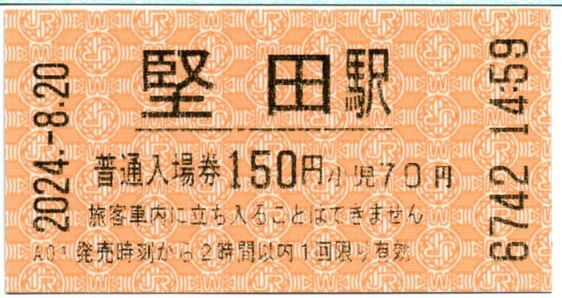 堅田駅
普通入場券150円小児70円
旅客車内に立ち入ることはできません
A01 発売時刻から2時間以内1回限り有効
2024.-8.20
6742 14:59